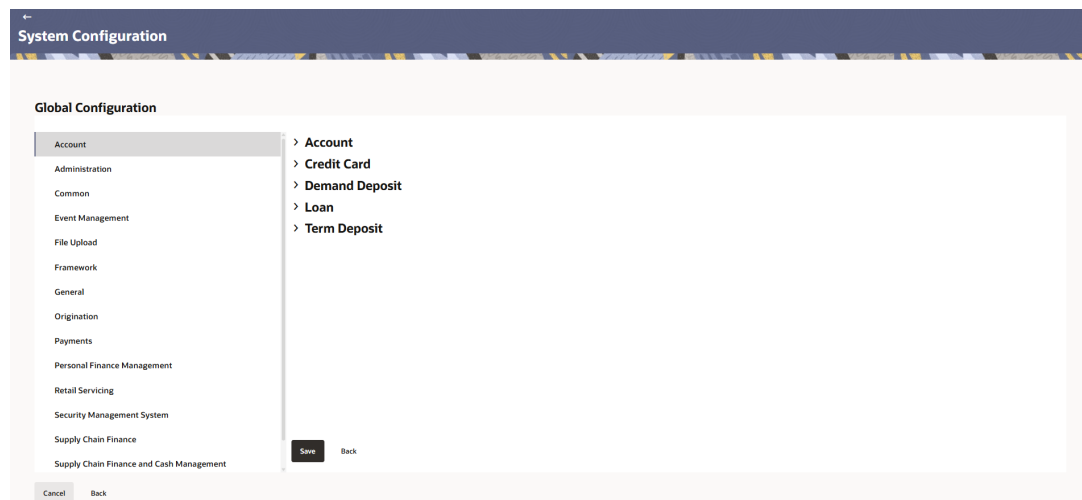 System Configuration
Global Configuration
Account
Administration
Common
Event Management
File Upload
Framework
General
Origination
Payments
Personal Finance Management
Retail Servicing
Security Management System
Supply Chain Finance
Supply Chain Finance and Cash Management
Account
Credit Card
Demand Deposit
Loan
Term Deposit
Save Back
Cancel Back